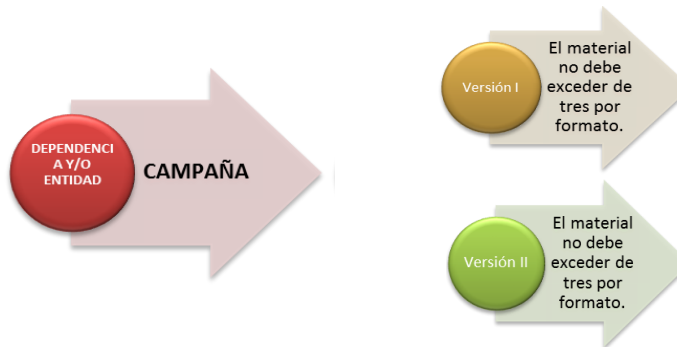 DEPENDENCI
A Y/O
ENTIDAD
CAMPAÑA
Versión I
El material
no debe
exceder de
tres por
formato.
Versión II
El material
no debe
exceder de
tres por
formato.